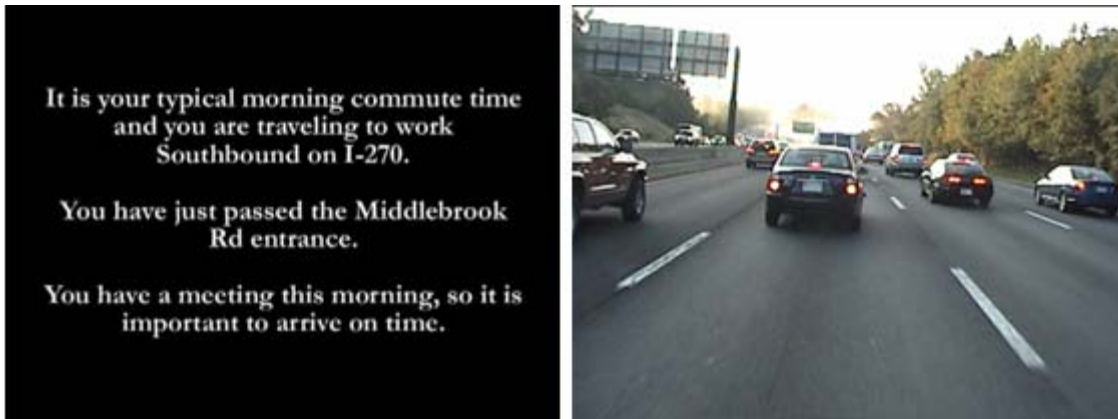 It is your typical morning commute time
and you are traveling to work
Southbound on I-270.
You have just passed the Middlebrook
Rd entrance.
You have a meeting this morning, so it is
important to arrive on time.